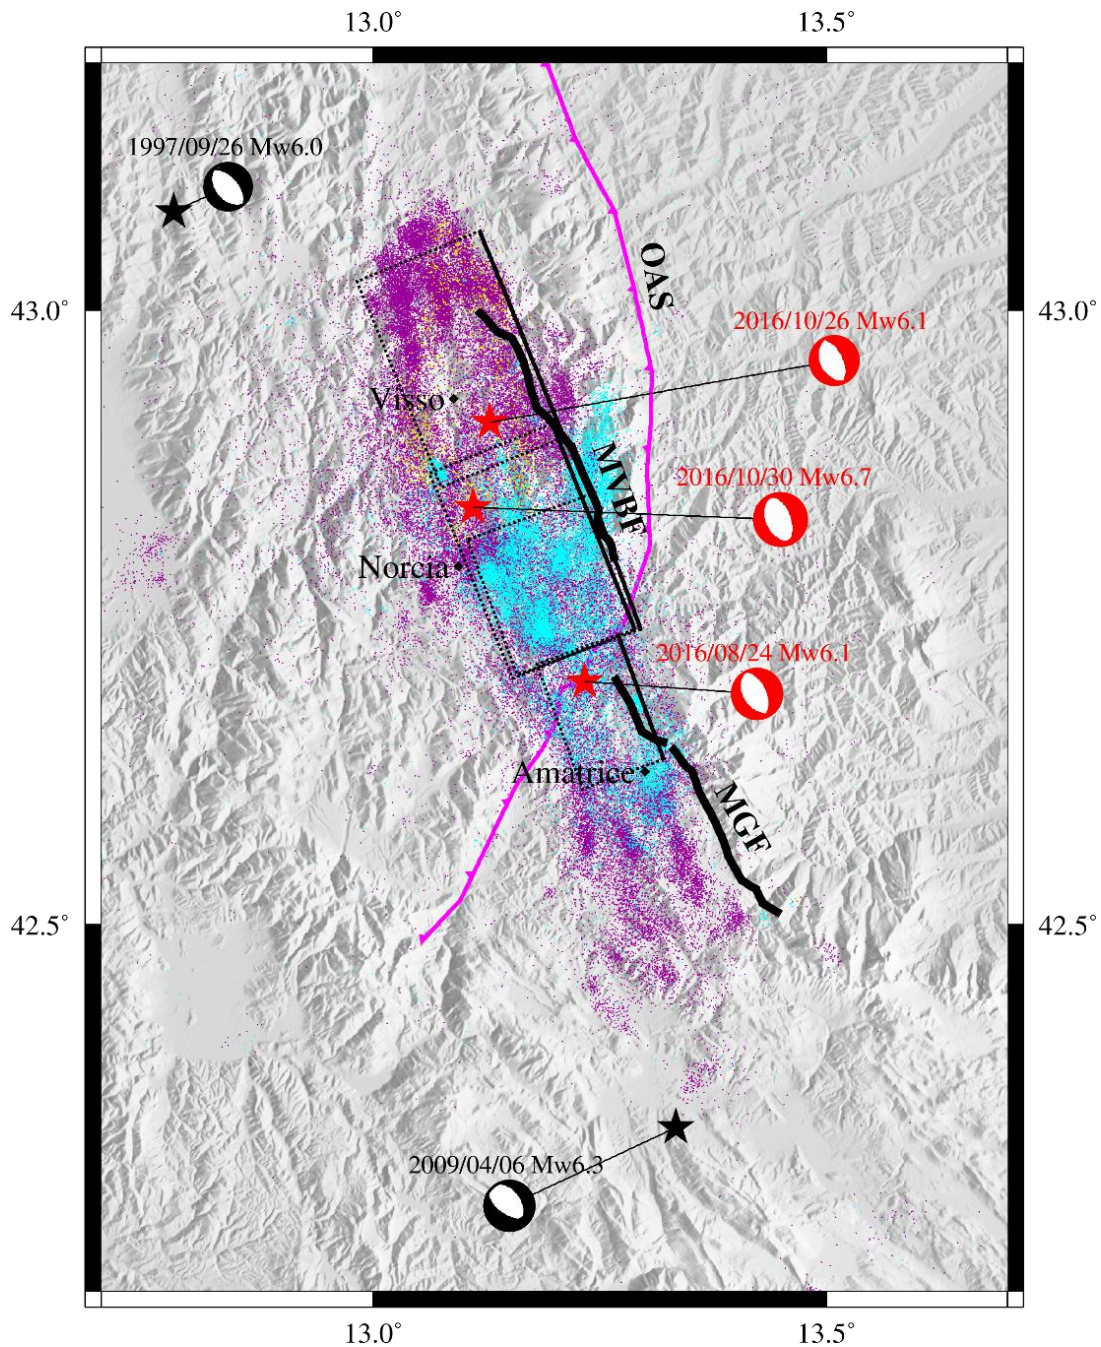 13.0°
13.5°
1997/09/26 Mw6.0
OAS
43.0°
43.0°
2016/10/26 Mw6.1
Visso
MVBF
2016/10/30 Mw6.7
Norcia
2016/08/24 Mw6.1
Amatrice
MGF
42.5°
42.5°
2009/04/06 Mw6.3
13.0°
13.5°